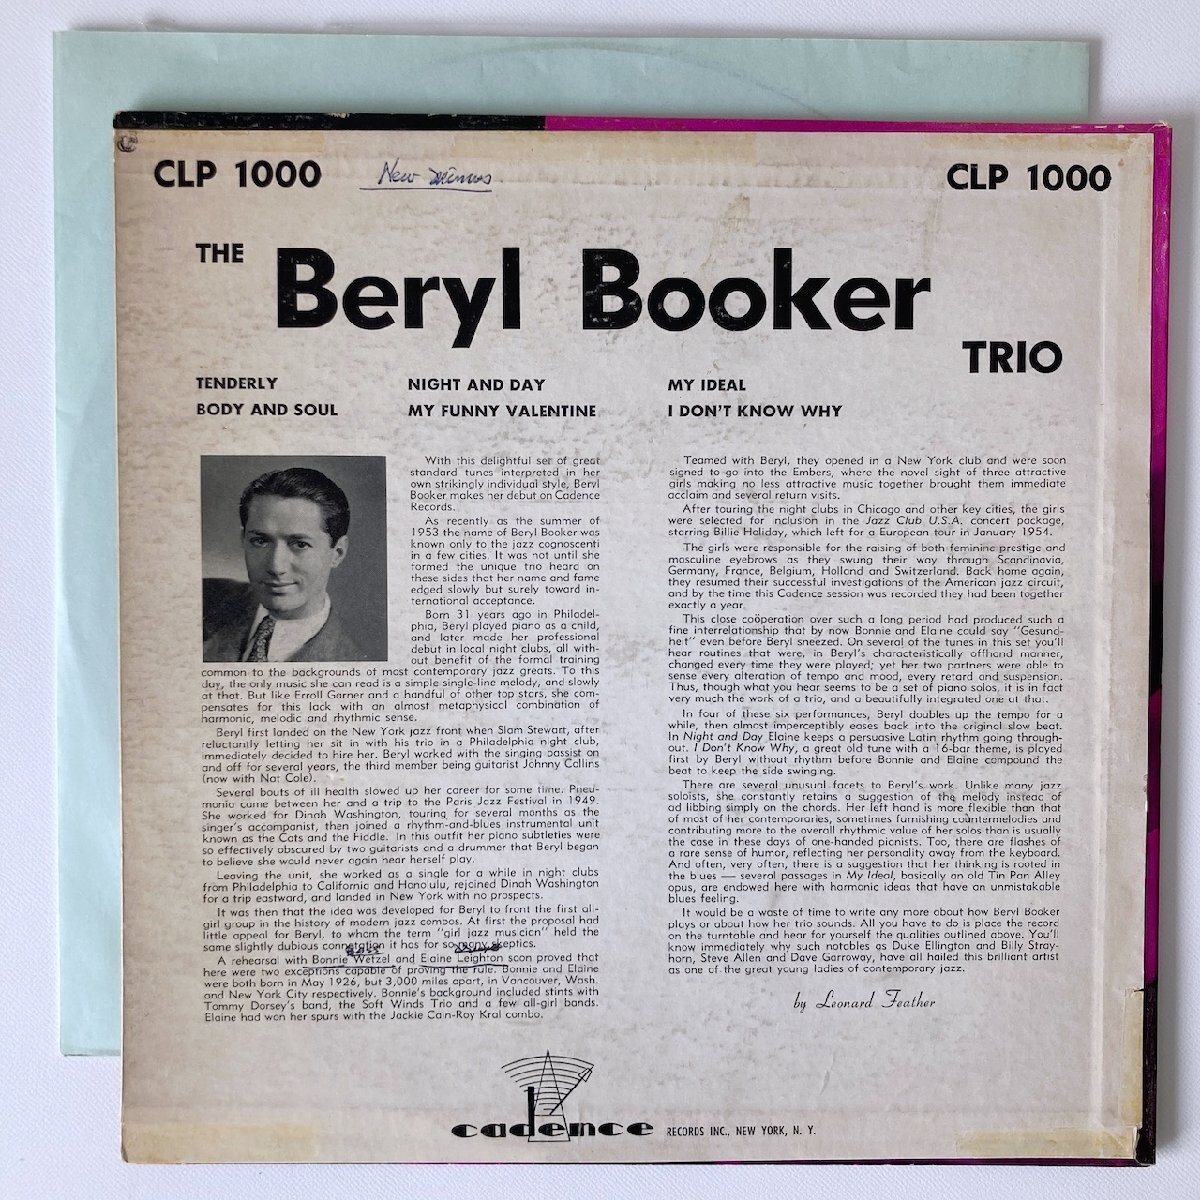 CLP 1000
New
CLP 1000
THE
Beryl Booker
TRIO
TENDERLY
BODY AND SOUL
NIGHT AND DAY
MY FUNNY VALENTINE
MY IDEAL
I DON'T KNOW WHY
With this delightful set of great
standard tunes interpreted in her
own strikingly individual style, Beryl
Booker makes her debut on Cadence
Records.
As recently as the summer of
1953 the name of Beryl Booker was
known only to the jazz cognoscenti
in a few cities. It was not until she
formed the unique trio heard on
these sides that her name and fame
edged slowly but surely toward in-
ternational acceptance.
Born 31 years ago in Philadel-
phia, Beryl played piano as a child,
and later made her professional
debut in local night clubs, all with-
out benefit of the formal training
common to the backgrounds of most contemporary jazz greats. To this
day, the only music she can read is a simple single-line melody, and slowly
at that. But like Erroll Garner and a handful of other top stars, she com-
pensates for this lack with an almost metaphysical combination of
harmonic, melodic and rhythmic sense.
Beryl first landed on the New York jazz front when Slam Stewart, after
reluctantly letting her sit in with his trio in a Philadelphia night club,
immediately decided to hire her. Beryl worked with the singing bassist on
and off for several years, the third member being guitarist Johnny Collins
(now with Nat Cole).
Several bouts of ill health slowed up her career for some time. Pneu-
monia came between her and a trip to the Paris Jazz Festival in 1949.
She worked for Dinah Washington, touring for several months as the
singer's accompanist, then joined a rhythm-and-blues instrumental unit
known as the Cats and the Fiddle. In this outfit her piano subtleties were
so effectively obscured by two guitarists and a drummer that Beryl began
to believe she would never again hear herself play.
Leaving the unit, she worked as a single for a while in night clubs
from Philadelphia to California and Honolulu, rejoined Dinah Washington
for a trip eastward, and landed in New York with no prospects.
It was then that the idea was developed for Beryl to front the first all-
girl group in the history of modern jazz combos. At first the proposal had
little appeal for Beryl, to whom the term "girl jazz musician" held the
same slightly dubious connotation it has for so many skeptics.
A rehearsal with Bonnie Wetzel and Elaine Leighton soon proved that
here were two exceptions capable of proving the rule. Bonnie and Elaine
were both born in May 1926, but 3,000 miles apart, in Vancouver, Wash.
and New York City respectively. Bonnie's background included stints with
Tommy Dorsey's band, the Soft Winds Trio and a few all-girl bands.
Elaine had won her spurs with the Jackie Cain-Roy Kral combo.
Teamed with Beryl, they opened in a New York club and were soon
signed to go into the Embers, where the novel sight of three attractive
girls making no less attractive music together brought them immediate
acclaim and several return visits.
After touring the night clubs in Chicago and other key cities, the girls
were selected for inclusion in the Jazz Club U.S.A. concert package,
starring Billie Holiday, which left for a European tour in January 1954.
The girls were responsible for the raising of both feminine prestige and
masculine eyebrows as they swung their way through Scandinavia,
Germany, France, Belgium, Holland and Switzerland. Back home again,
they resumed their successful investigations of the American jazz circuit,
and by the time this Cadence session was recorded they had been together
exactly a year.
This close coöperation over such a long period had produced such a
fine interrelationship that by now Bonnie and Elaine could say "Gesund-
heit" even before Beryl sneezed. On several of the tunes in this set you'll
hear routines that were, in Beryl's characteristically offhand manner,
changed every time they were played; yet her two partners were able to
sense every alteration of tempo and mood, every retard and suspension.
Thus, though what you hear seems to be a set of piano solos, it is in fact
very much the work of a trio, and a beautifully integrated one at that.
In four of these six performances, Beryl doubles up the tempo for a
while, then almost imperceptibly eases back into the original slow beat.
In Night and Day Elaine keeps a persuasive Latin rhythm going through-
out. I Don't Know Why, a great old tune with a 16-bar theme, is played
first by Beryl without rhythm before Bonnie and Elaine compound the
beat to keep the side swinging.
There are several unusual facets to Beryl's work. Unlike many jazz
soloists, she constantly retains a suggestion of the melody instead of
ad libbing simply on the chords. Her left hand is more flexible than that
of most of her contemporaries, sometimes furnishing countermelodies and
contributing more to the overall rhythmic value of her solos than is usually
the case in these days of one-handed pianists. Too, there are flashes of
a rare sense of humor, reflecting her personality away from the keyboard.
And often, very often, there is a suggestion that her thinking is rooted in
the blues — several passages in My Ideal, basically an old Tin Pan Alley
opus, are endowed here with harmonic ideas that have an unmistakable
blues feeling.
It would be a waste of time to write any more about how Beryl Booker
plays or about how her trio sounds. All you have to do is place the record
on the turntable and hear for yourself the qualities outlined above. You'll
know immediately why such notables as Duke Ellington and Billy Stray-
horn, Steve Allen and Dave Garroway, have all hailed this brilliant artist
as one of the great young ladies of contemporary jazz.
by Leonard Feather
cadence RECORDS INC., NEW YORK, N. Y.